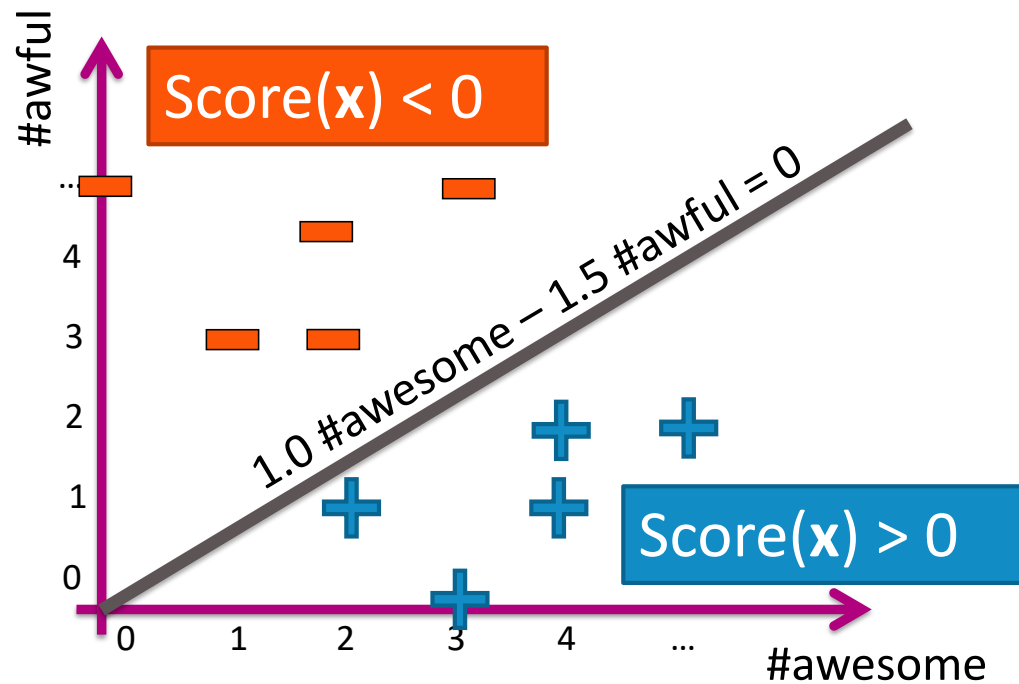 #awful
Score(x) < 0
1.0 #awesome – 1.5 #awful = 0
...
4
3
2
1
0
Score(x) > 0
0 1 2 3 4 ...
#awesome